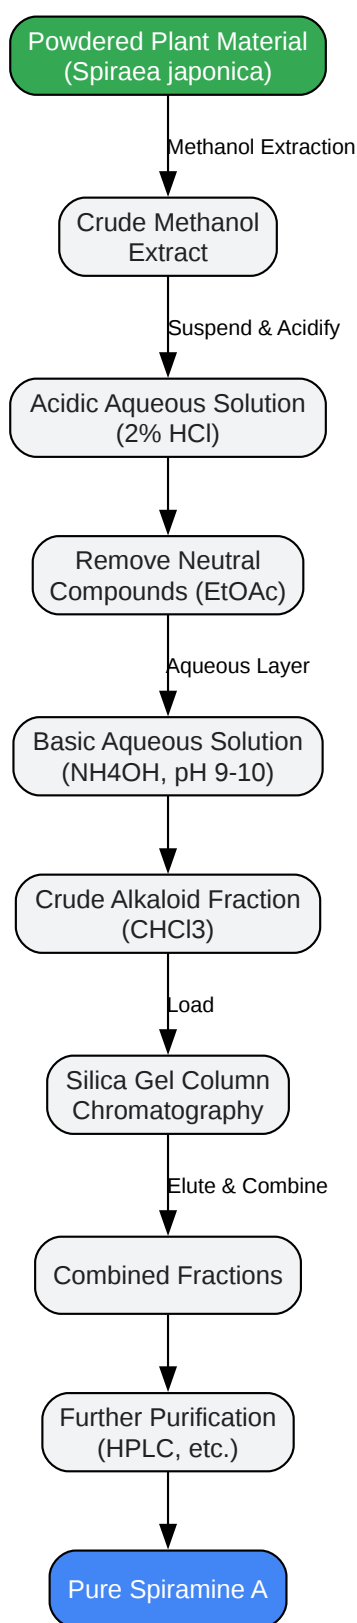 Powdered Plant Material
(Spiraea japonica)
Methanol Extraction
Crude Methanol
Extract
Suspend & Acidify
Acidic Aqueous Solution
(2% HCl)
Remove Neutral
Compounds (EtOAc)
Aqueous Layer
Basic Aqueous Solution
(NH4OH, pH 9-10)
Crude Alkaloid Fraction
(CHCl3)
Load
Silica Gel Column
Chromatography
Elute & Combine
Combined Fractions
Further Purification
(HPLC, etc.)
Pure Spiramine A